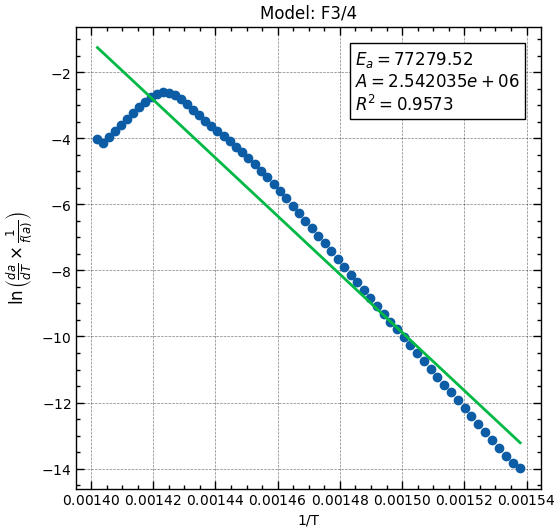 Model: F3/4
E_a = 77279.52
A = 2.542035e + 06
R^2 = 0.9573
ln(da/dT × 1/f(a))
−2
−4
−6
−8
−10
−12
−14
0.00140 0.00142 0.00144 0.00146 0.00148 0.00150 0.00152 0.00154
1/T